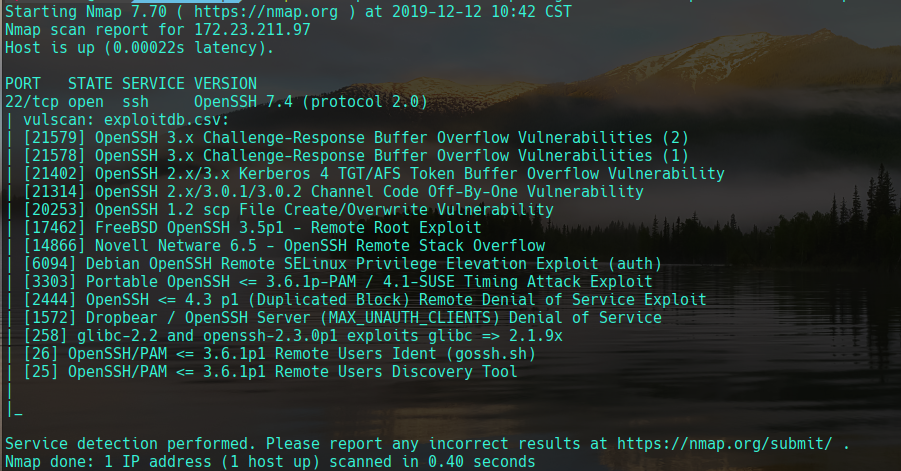 Starting Nmap 7.70 ( https://nmap.org ) at 2019-12-12 10:42 CST
Nmap scan report for 172.23.211.97
Host is up (0.00022s latency).

PORT   STATE SERVICE VERSION
22/tcp open  ssh     OpenSSH 7.4 (protocol 2.0)
| vulscan: exploitdb.csv:
| [21579] OpenSSH 3.x Challenge-Response Buffer Overflow Vulnerabilities (2)
| [21578] OpenSSH 3.x Challenge-Response Buffer Overflow Vulnerabilities (1)
| [21402] OpenSSH 2.x/3.x Kerberos 4 TGT/AFS Token Buffer Overflow Vulnerability
| [21314] OpenSSH 2.x/3.0.1/3.0.2 Channel Code Off-By-One Vulnerability
| [20253] OpenSSH 1.2 scp File Create/Overwrite Vulnerability
| [17462] FreeBSD OpenSSH 3.5p1 - Remote Root Exploit
| [14866] Novell Netware 6.5 - OpenSSH Remote Stack Overflow
| [6094] Debian OpenSSH Remote SELinux Privilege Elevation Exploit (auth)
| [3303] Portable OpenSSH <= 3.6.1p-PAM / 4.1-SUSE Timing Attack Exploit
| [2444] OpenSSH <= 4.3 p1 (Duplicated Block) Remote Denial of Service Exploit
| [1572] Dropbear / OpenSSH Server (MAX_UNAUTH_CLIENTS) Denial of Service
| [258] glibc-2.2 and openssh-2.3.0p1 exploits glibc => 2.1.9x
| [26] OpenSSH/PAM <= 3.6.1p1 Remote Users Ident (gossh.sh)
| [25] OpenSSH/PAM <= 3.6.1p1 Remote Users Discovery Tool
|
|_

Service detection performed. Please report any incorrect results at https://nmap.org/submit/ .
Nmap done: 1 IP address (1 host up) scanned in 0.40 seconds